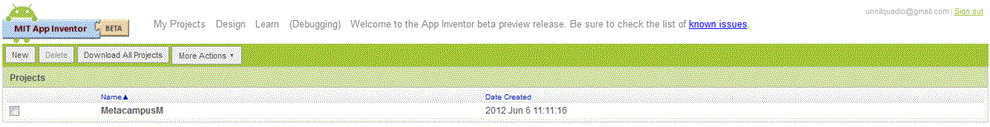 unnilquadio@gmail.com | Sign out
MIT App Inventor BETA My Projects Design Learn (Debugging) Welcome to the App Inventor beta preview release. Be sure to check the list of known issues.
New Delete Download All Projects More Actions ▼
Projects
Name▲ Date Created
MetacampusM 2012 Jun 6 11:11:16